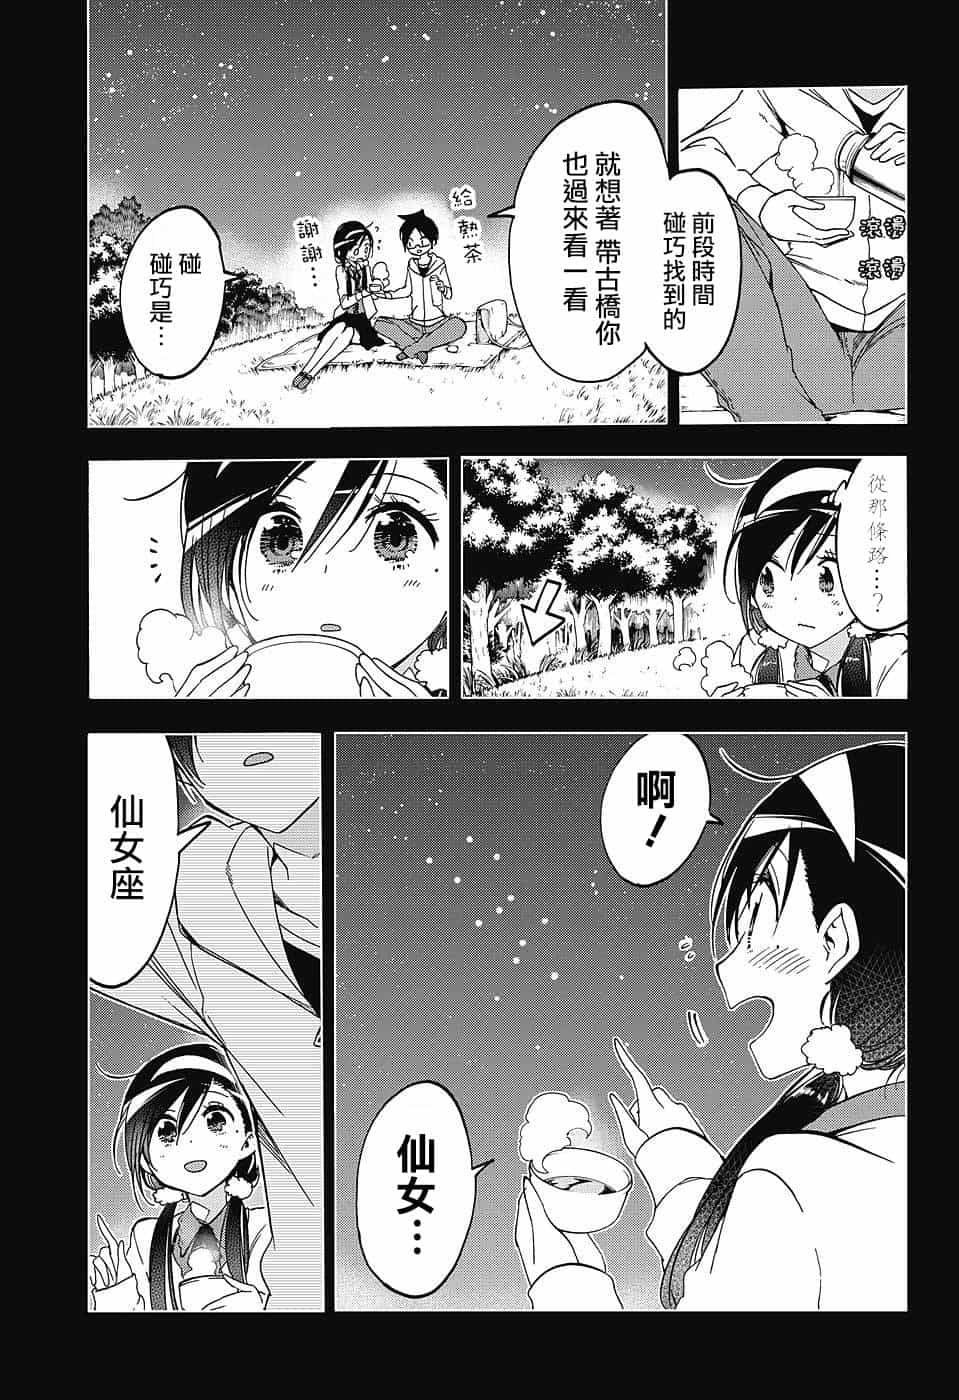 滾燙
滾燙
前段時間
碰巧找到的
就想著 帶古橋你
也過來看一看
給熱茶
謝謝…
碰
碰巧是…
從那條路…？
啊！
仙女…
仙女座